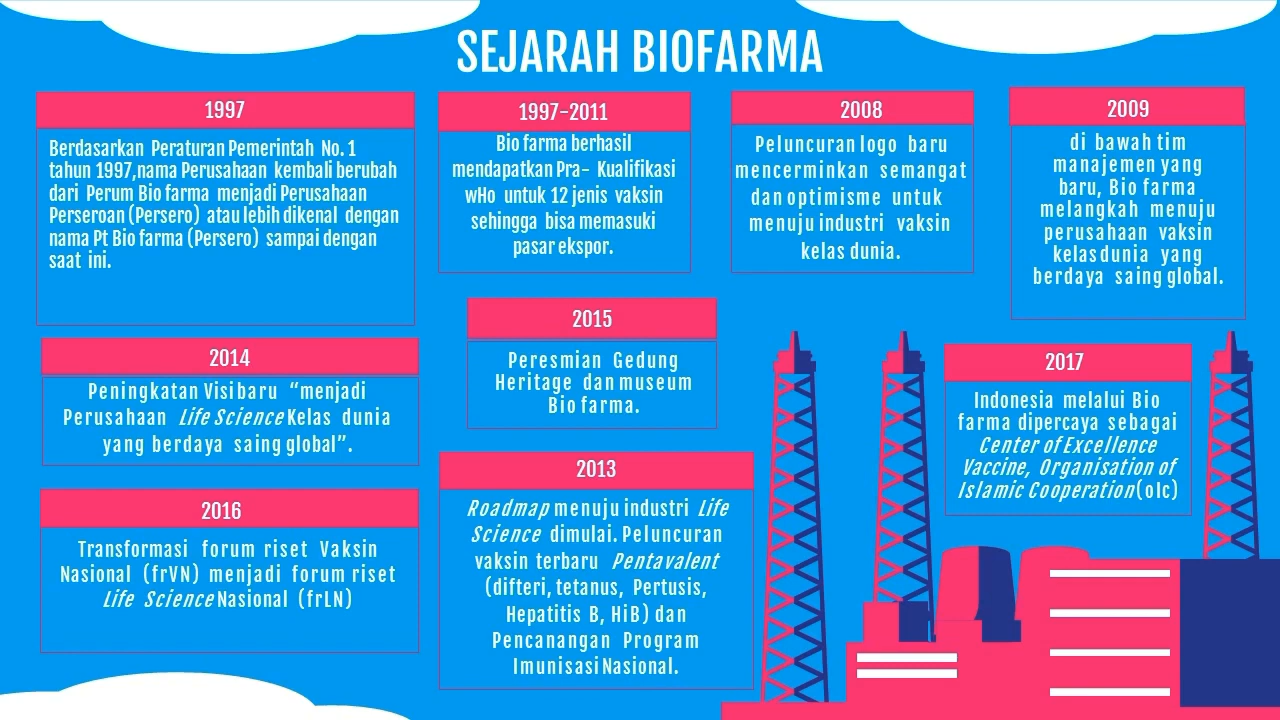 SEJARAH BIOFARMA
1997
Berdasarkan Peraturan Pemerintah No. 1
tahun 1997,nama Perusahaan kembali berubah
dari Perum Bio farma menjadi Perusahaan
Perseroan (Persero) atau lebih dikenal dengan
nama Pt Bio farma (Persero) sampai dengan
saat ini.
1997-2011
Bio farma berhasil
mendapatkan Pra- Kualifikasi
wHo untuk 12 jenis vaksin
sehingga bisa memasuki
pasar ekspor.
2008
Peluncuran logo baru
mencerminkan semangat
dan optimisme untuk
menuju industri vaksin
kelas dunia.
2009
di bawah tim
manajemen yang
baru, Bio farma
melangkah menuju
perusahaan vaksin
kelas dunia yang
berdaya saing global.
2014
Peningkatan Visi baru “menjadi
Perusahaan Life Science Kelas dunia
yang berdaya saing global”.
2015
Peresmian Gedung
Heritage dan museum
Bio farma.
2017
Indonesia melalui Bio
farma dipercaya sebagai
Center of Excellence
Vaccine, Organisation of
Islamic Cooperation (oIc)
2016
Transformasi forum riset Vaksin
Nasional (frVN) menjadi forum riset
Life Science Nasional (frLN)
2013
Roadmap menuju industri Life
Science dimulai. Peluncuran
vaksin terbaru Pentavalent
(difteri, tetanus, Pertusis,
Hepatitis B, HiB) dan
Pencanangan Program
Imunisasi Nasional.